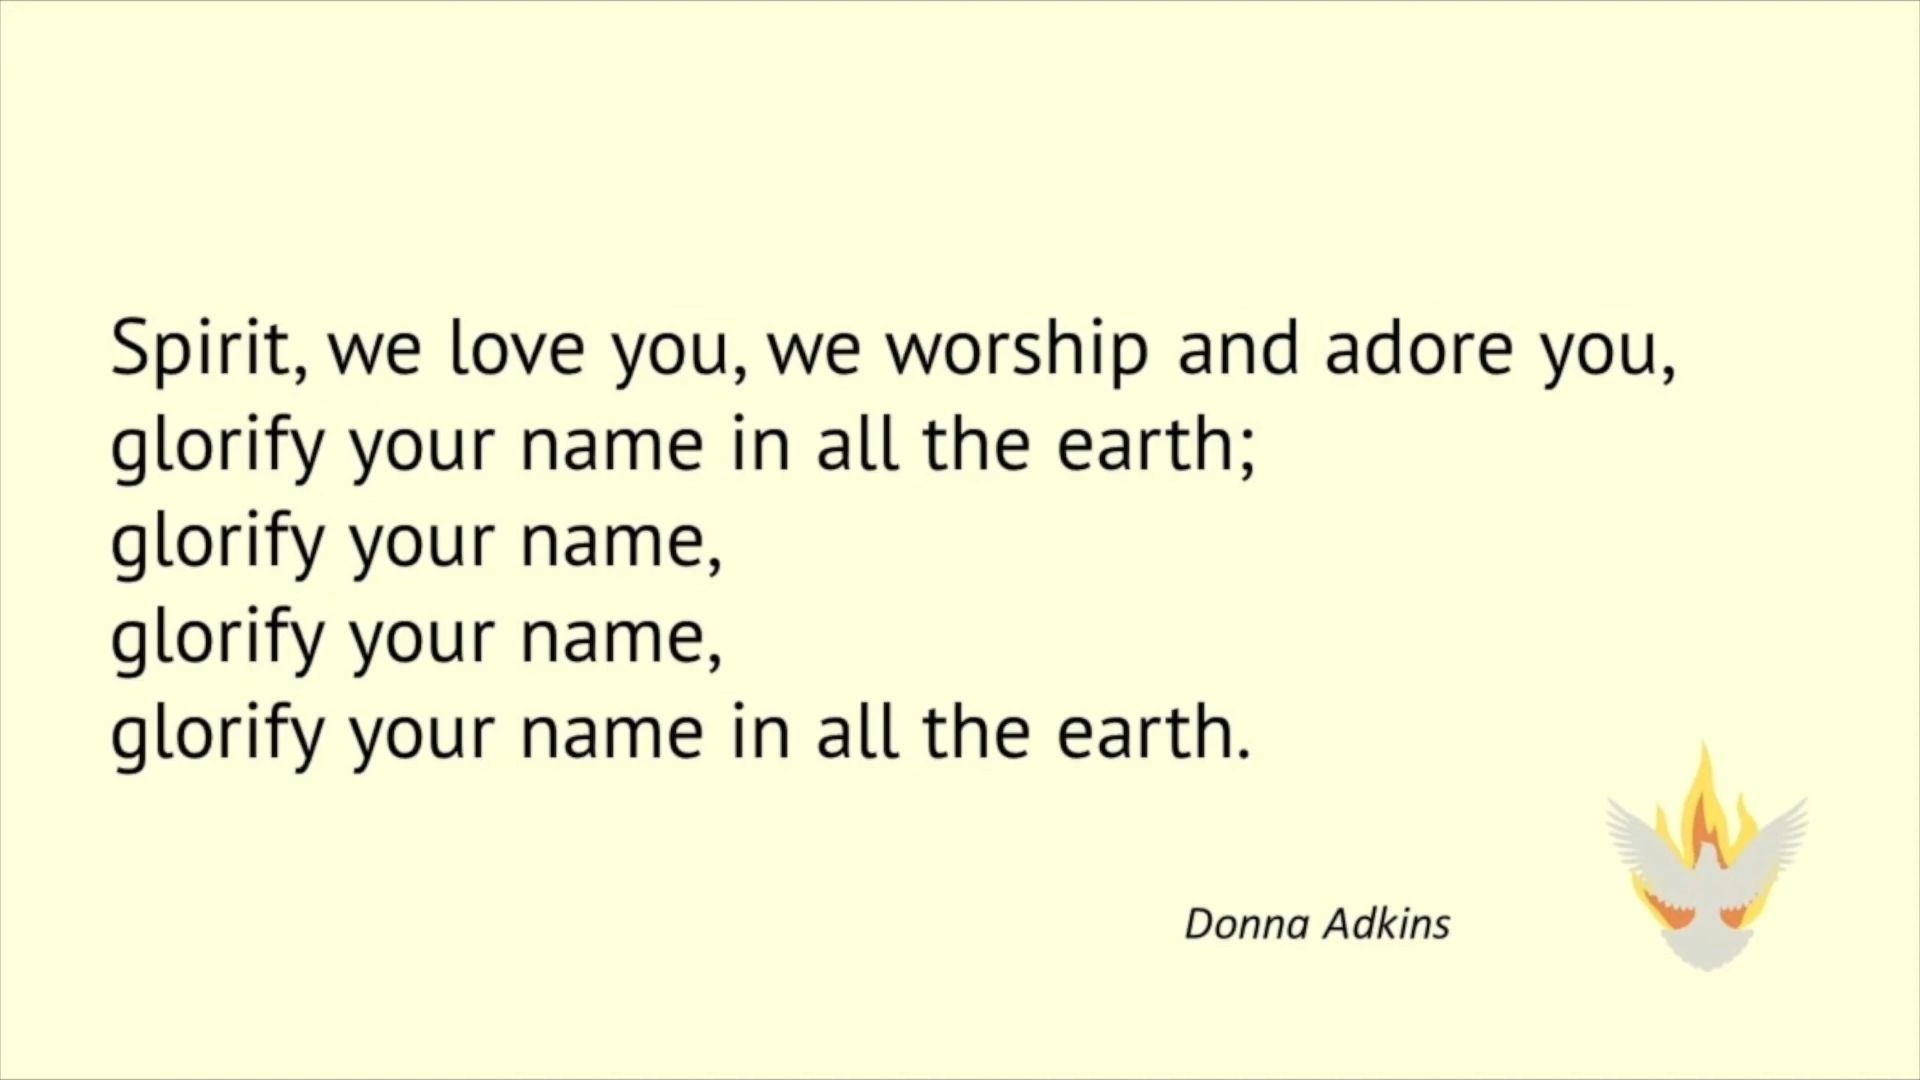 Spirit, we love you, we worship and adore you,
glorify your name in all the earth;
glorify your name,
glorify your name,
glorify your name in all the earth.
Donna Adkins